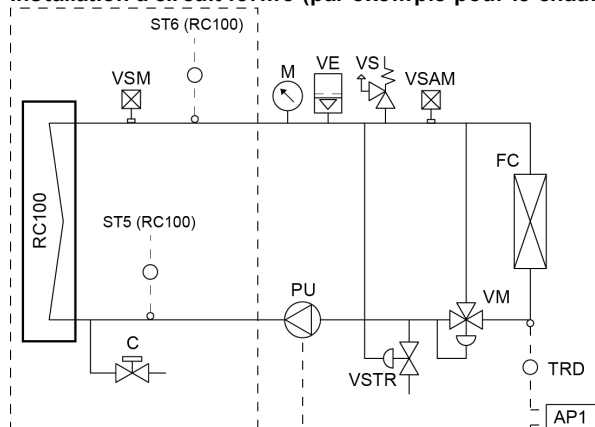 ST6 (RC100)
VSM
M
VE
VS
VSAM
FC
RC100
ST5 (RC100)
PU
VM
C
VSTR
TRD
AP1